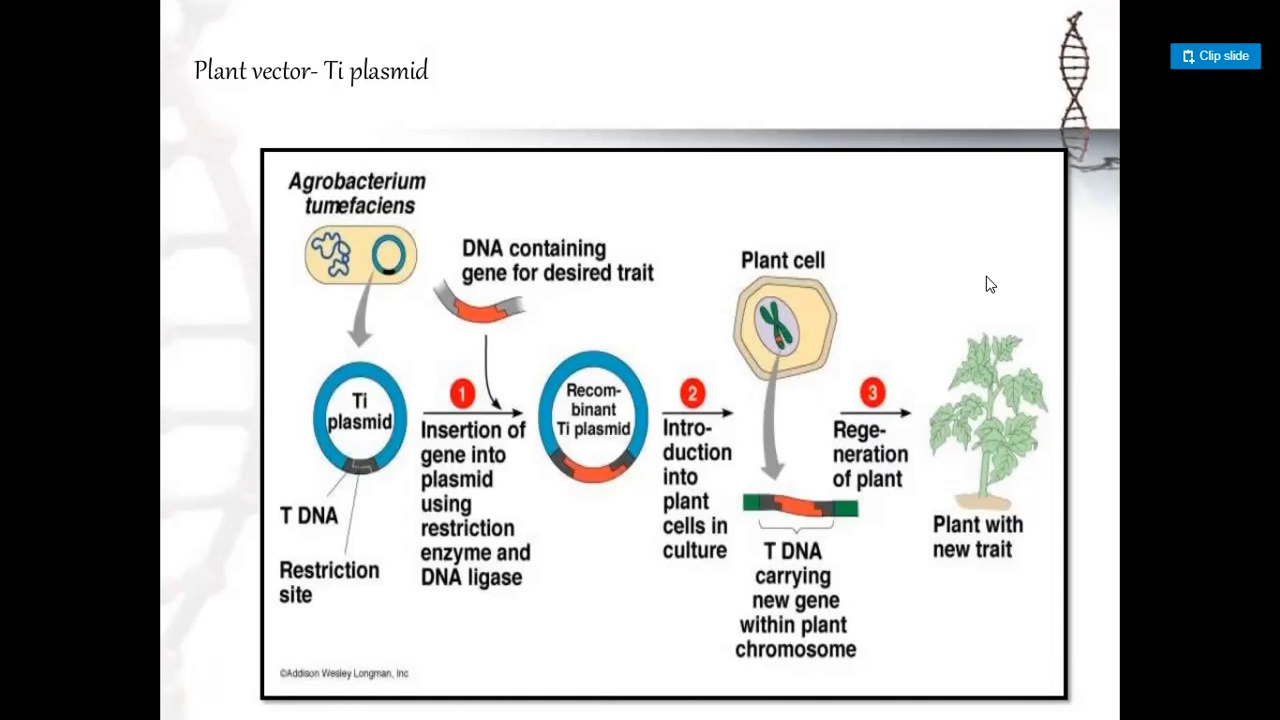 Plant vector- Ti plasmid
Clip slide
Agrobacterium
tumefaciens
DNA containing
gene for desired trait
Plant cell
Ti
plasmid
1
Insertion of
gene into
plasmid
using
restriction
enzyme and
DNA ligase
T DNA
Restriction
site
Recom-
binant
Ti plasmid
2
Intro-
duction
into
plant
cells in
culture
T DNA
carrying
new gene
within plant
chromosome
3
Rege-
neration
of plant
Plant with
new trait
©Addison Wesley Longman, Inc